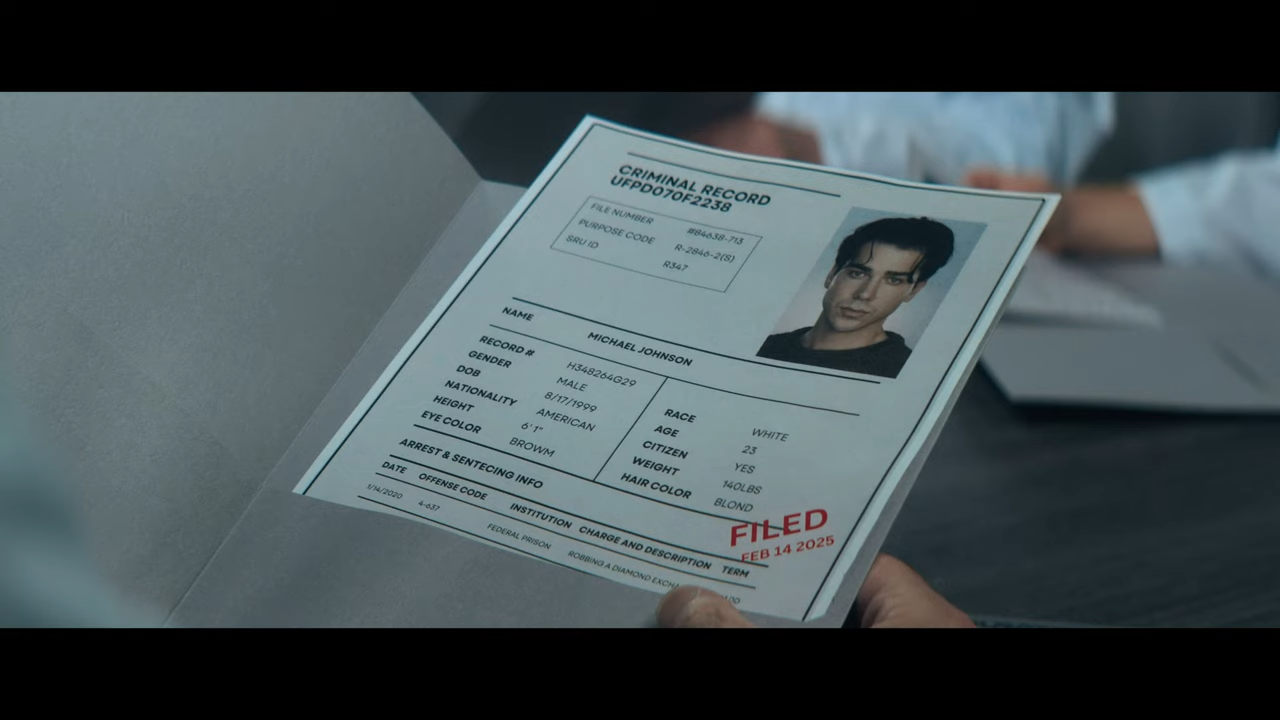 CRIMINAL RECORD
UFPD070F2238
FILE NUMBER #84638-713
PURPOSE CODE R-2846-2(S)
SRU ID R347
NAME MICHAEL JOHNSON
RECORD # H348264G29
GENDER MALE
DOB 8/17/1999
NATIONALITY AMERICAN
HEIGHT 6' 1"
EYE COLOR BROWM
RACE WHITE
AGE 23
CITIZEN YES
WEIGHT 140LBS
HAIR COLOR BLOND
ARREST & SENTECING INFO
DATE OFFENSE CODE INSTITUTION CHARGE AND DESCRIPTION TERM
1/14/2020 4-637 FEDERAL PRISON ROBBING A DIAMOND
FILED
FEB 14 2025